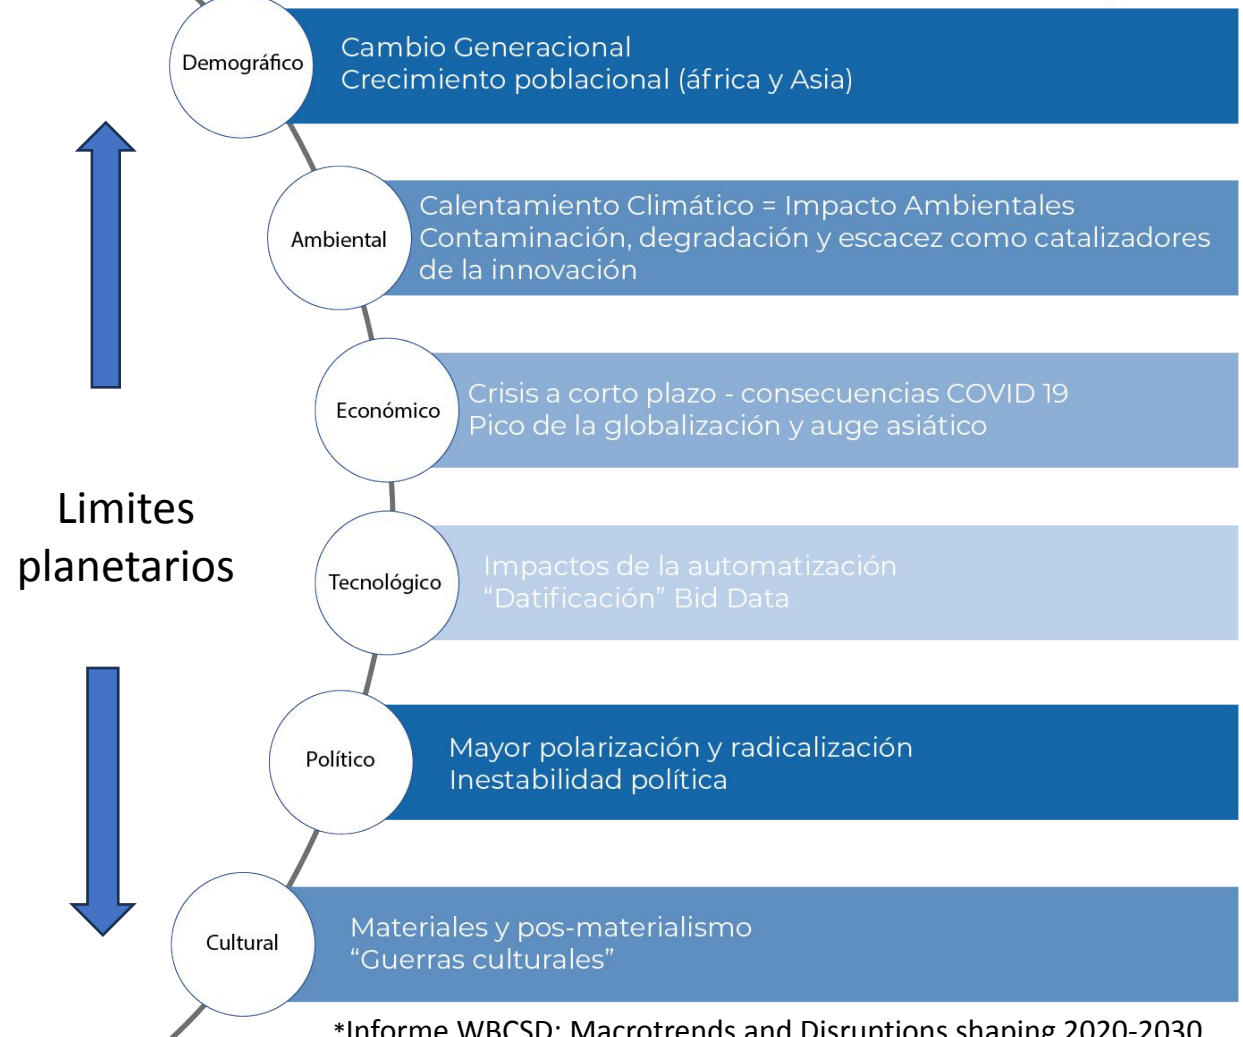 Demográfico
Cambio Generacional
Crecimiento poblacional (áfrica y Asia)
Ambiental
Calentamiento Climático = Impacto Ambientales
Contaminación, degradación y escacez como catalizadores
de la innovación
Económico
Crisis a corto plazo - consecuencias COVID 19
Pico de la globalización y auge asiático
Limites
planetarios
Tecnológico
Impactos de la automatización
“Datificación” Bid Data
Político
Mayor polarización y radicalización
Inestabilidad política
Cultural
Materiales y pos-materialismo
“Guerras culturales”
*Informe WBCSD: Macrotrends and Disruptions shaping 2020-2030